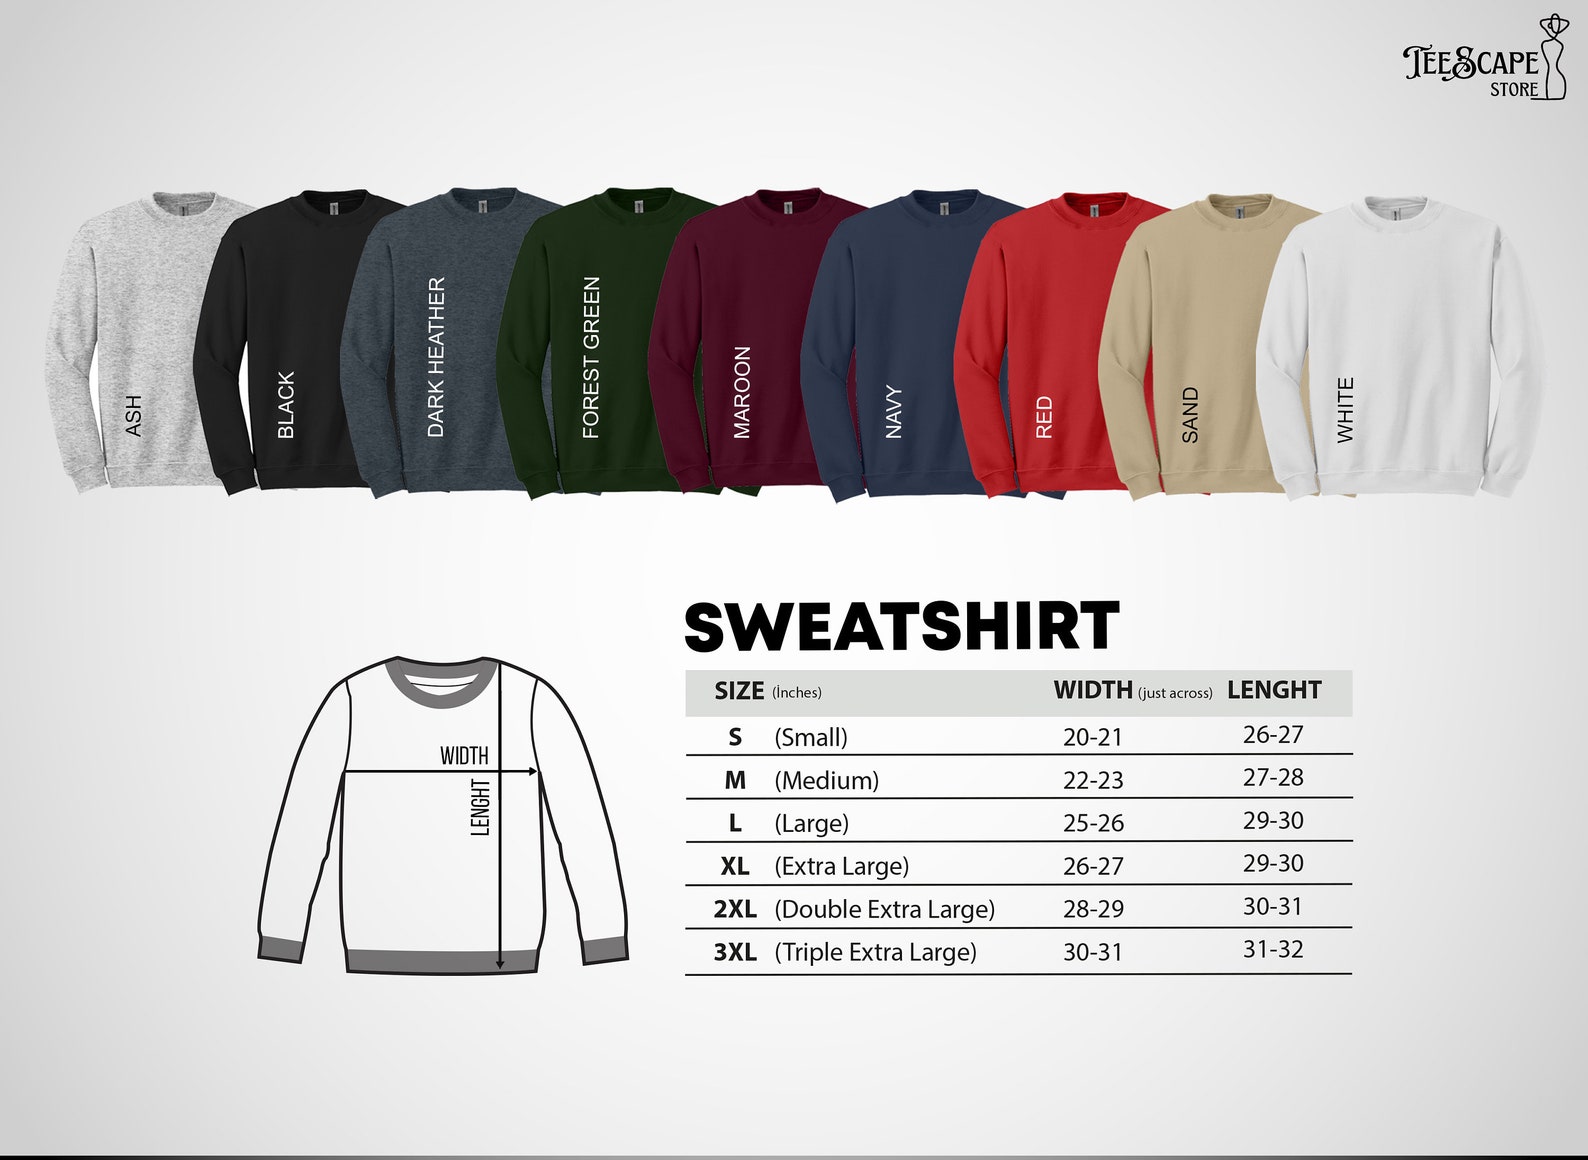 TEESCAPE
STORE
ASH
BLACK
DARK HEATHER
FOREST GREEN
MAROON
NAVY
RED
SAND
WHITE
SWEATSHIRT
SIZE (İnches) WIDTH (just across) LENGHT
S (Small) 20-21 26-27
M (Medium) 22-23 27-28
L (Large) 25-26 29-30
XL (Extra Large) 26-27 29-30
2XL (Double Extra Large) 28-29 30-31
3XL (Triple Extra Large) 30-31 31-32
WIDTH
LENGHT